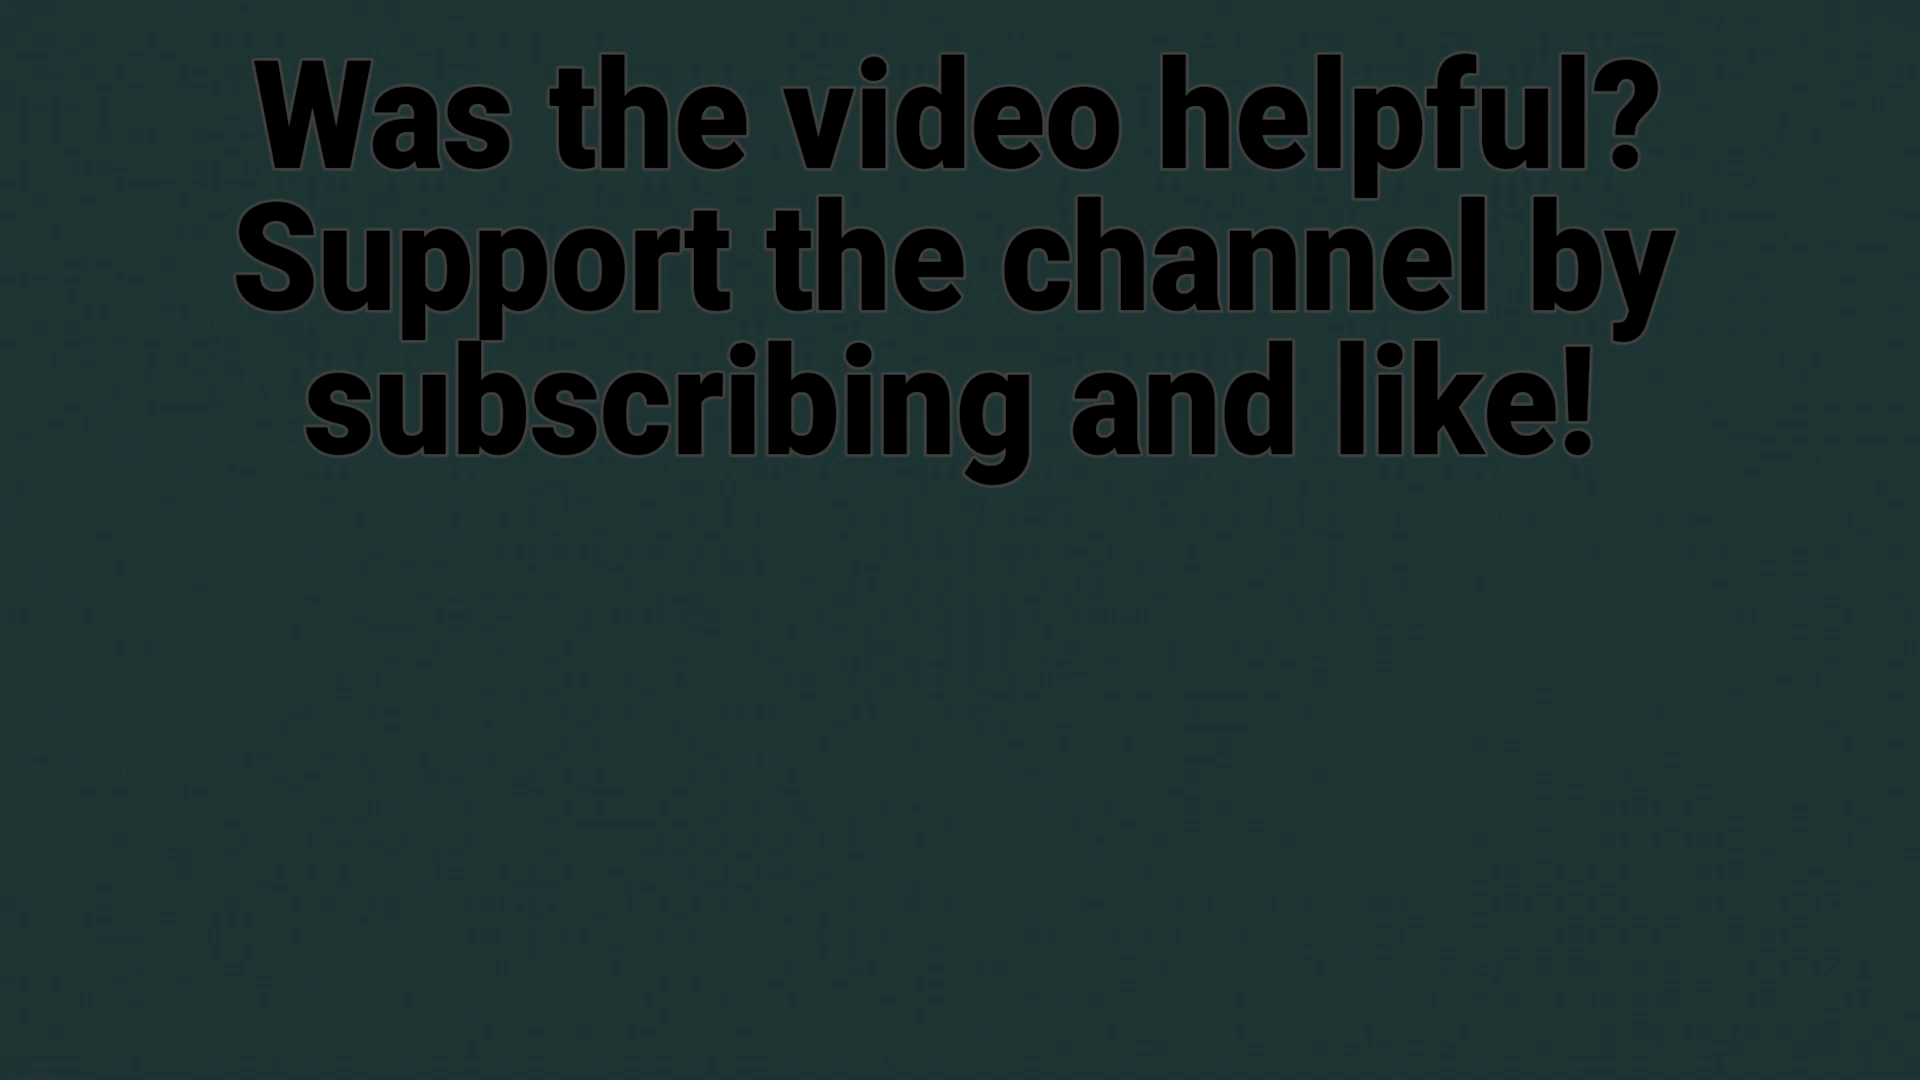 Was the video helpful?
Support the channel by
subscribing and like!